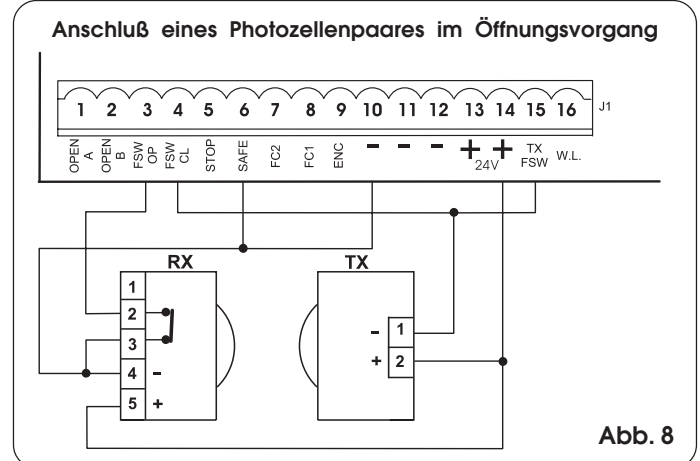 Anschluß eines Photozellenpaares im Öffnungsvorgang
1 2 3 4 5 6 7 8 9 10 11 12 13 14 15 16 J1
OPEN A
OPEN B
FSW OP
FSW CL
STOP
SAFE
FC2
FC1
ENC
- - - + +
24V
TX FSW
W.L.
RX
1
2
3
4 -
5 +
TX
- 1
+ 2
Abb. 8